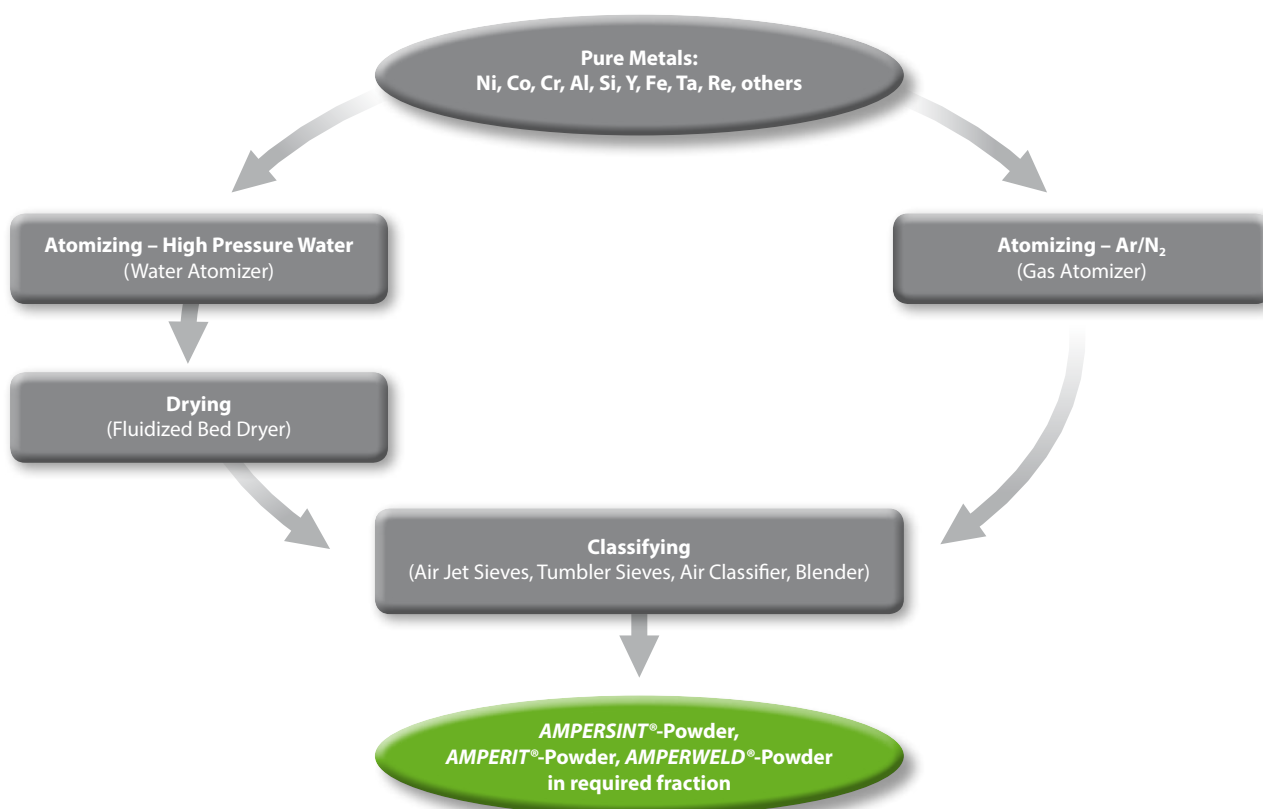 Pure Metals:
Ni, Co, Cr, Al, Si, Y, Fe, Ta, Re, others
Atomizing – High Pressure Water
(Water Atomizer)
Atomizing – Ar/N₂
(Gas Atomizer)
Drying
(Fluidized Bed Dryer)
Classifying
(Air Jet Sieves, Tumbler Sieves, Air Classifier, Blender)
AMPERSINT®-Powder,
AMPERIT®-Powder, AMPERWELD®-Powder
in required fraction